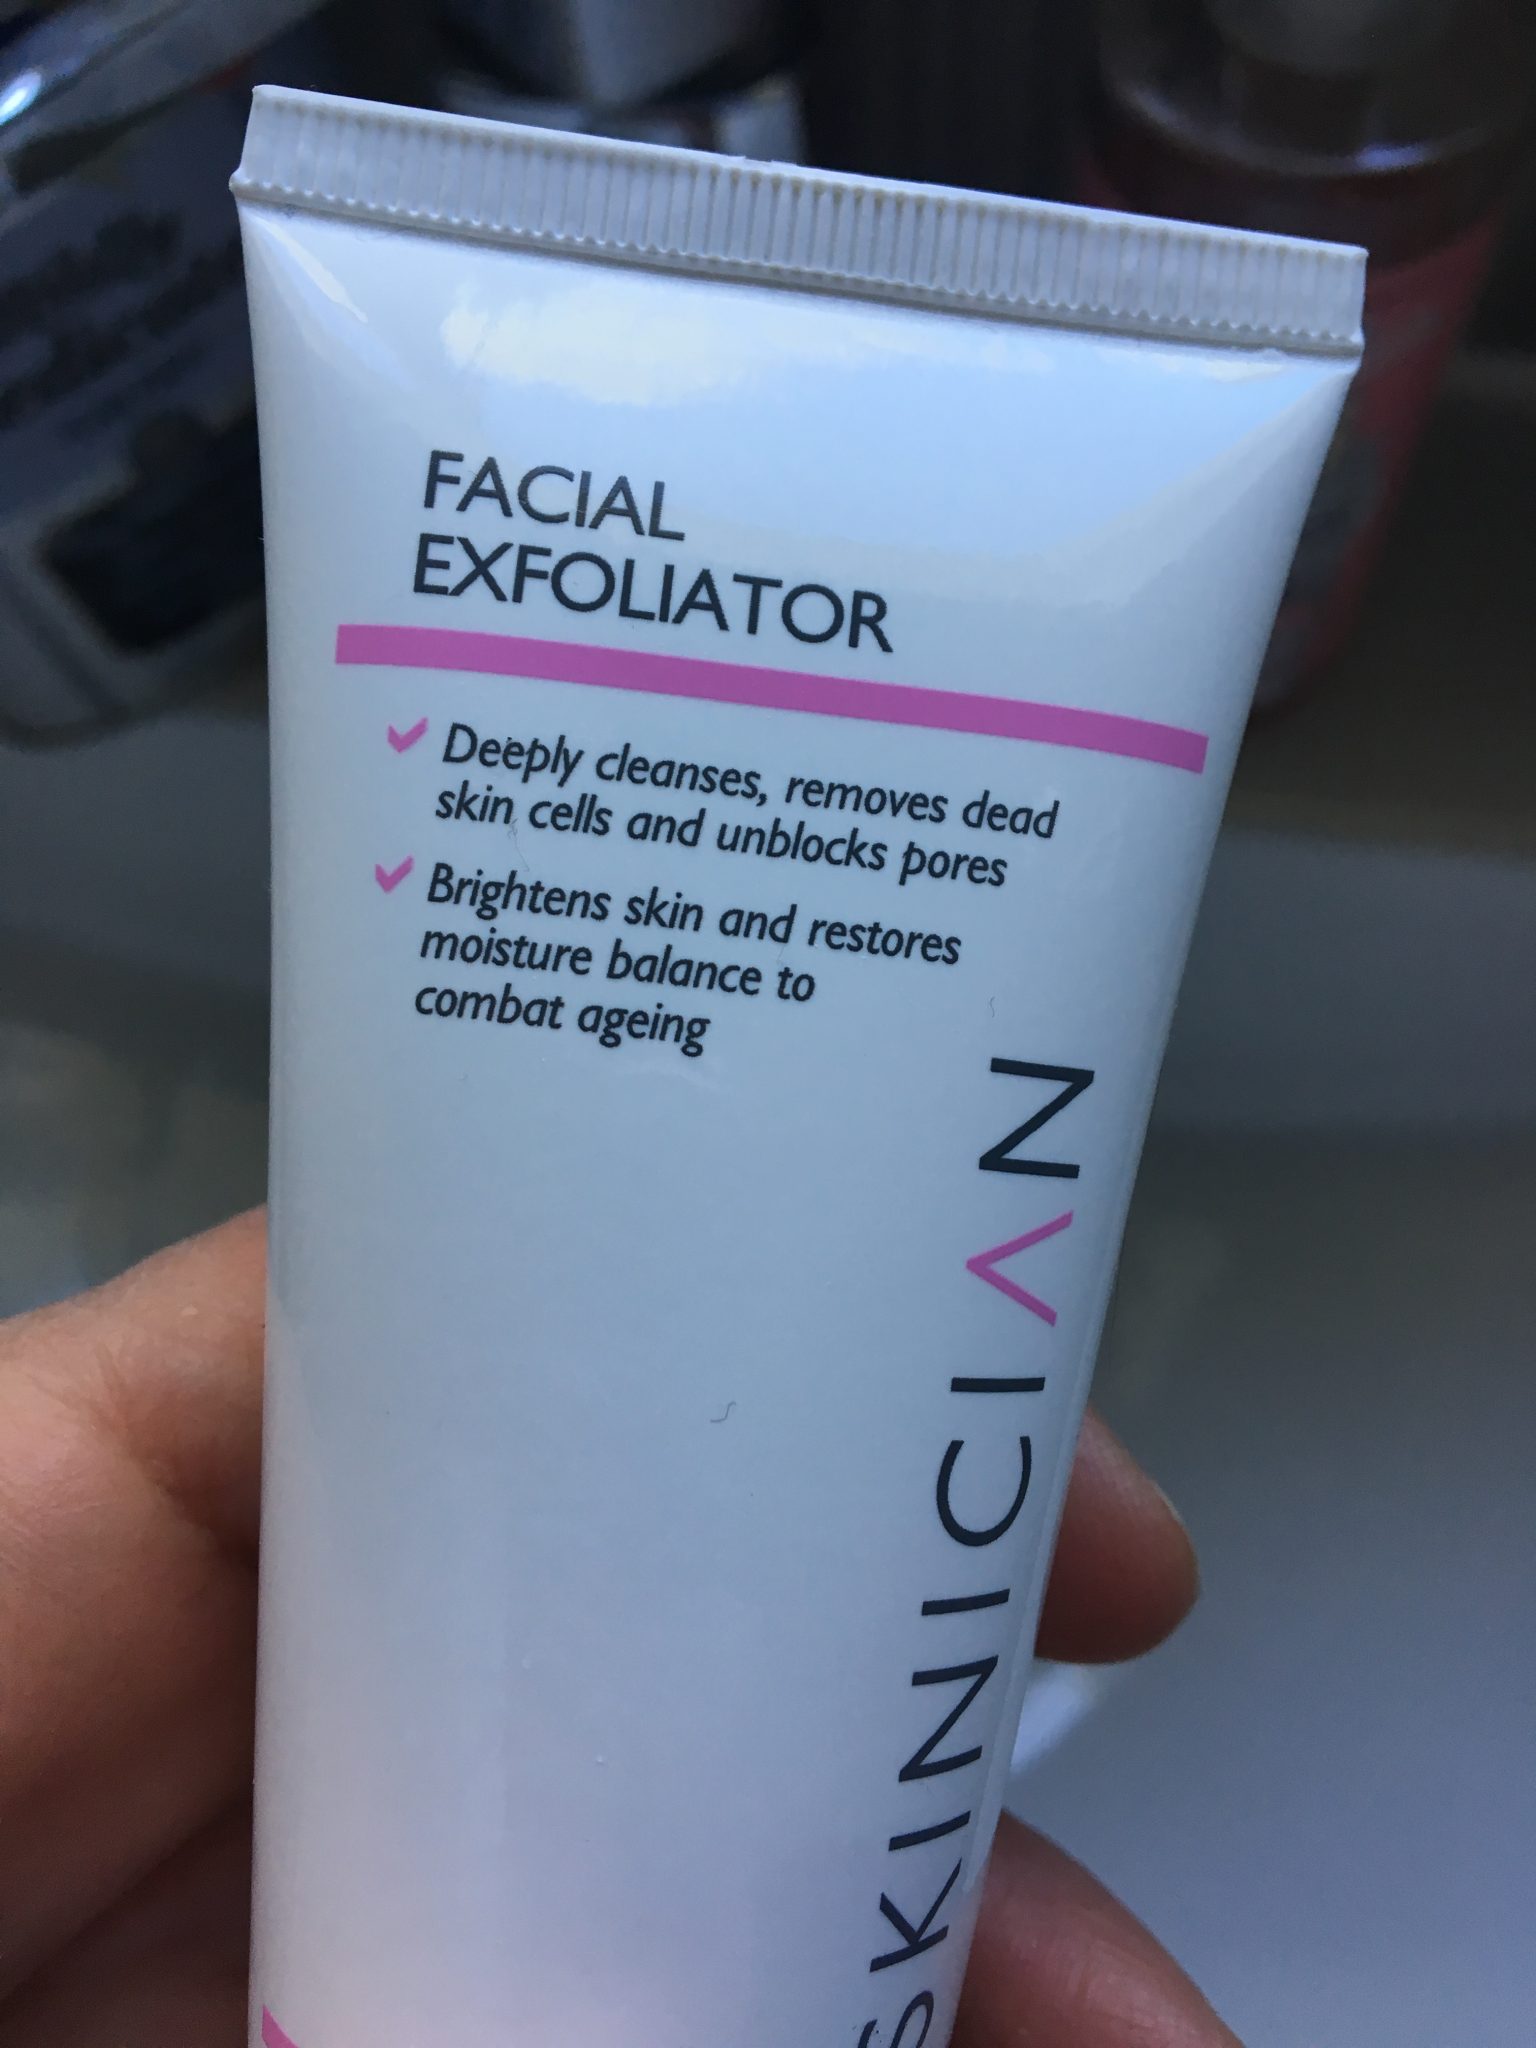 FACIAL
EXFOLIATOR
Deeply cleanses, removes dead
skin cells and unblocks pores
Brightens skin and restores
moisture balance to
combat ageing
SKINICIΛN